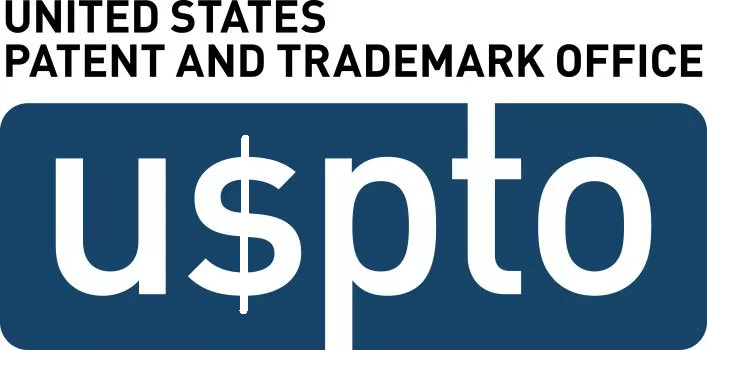 UNITED STATES
PATENT AND TRADEMARK OFFICE
u$pto